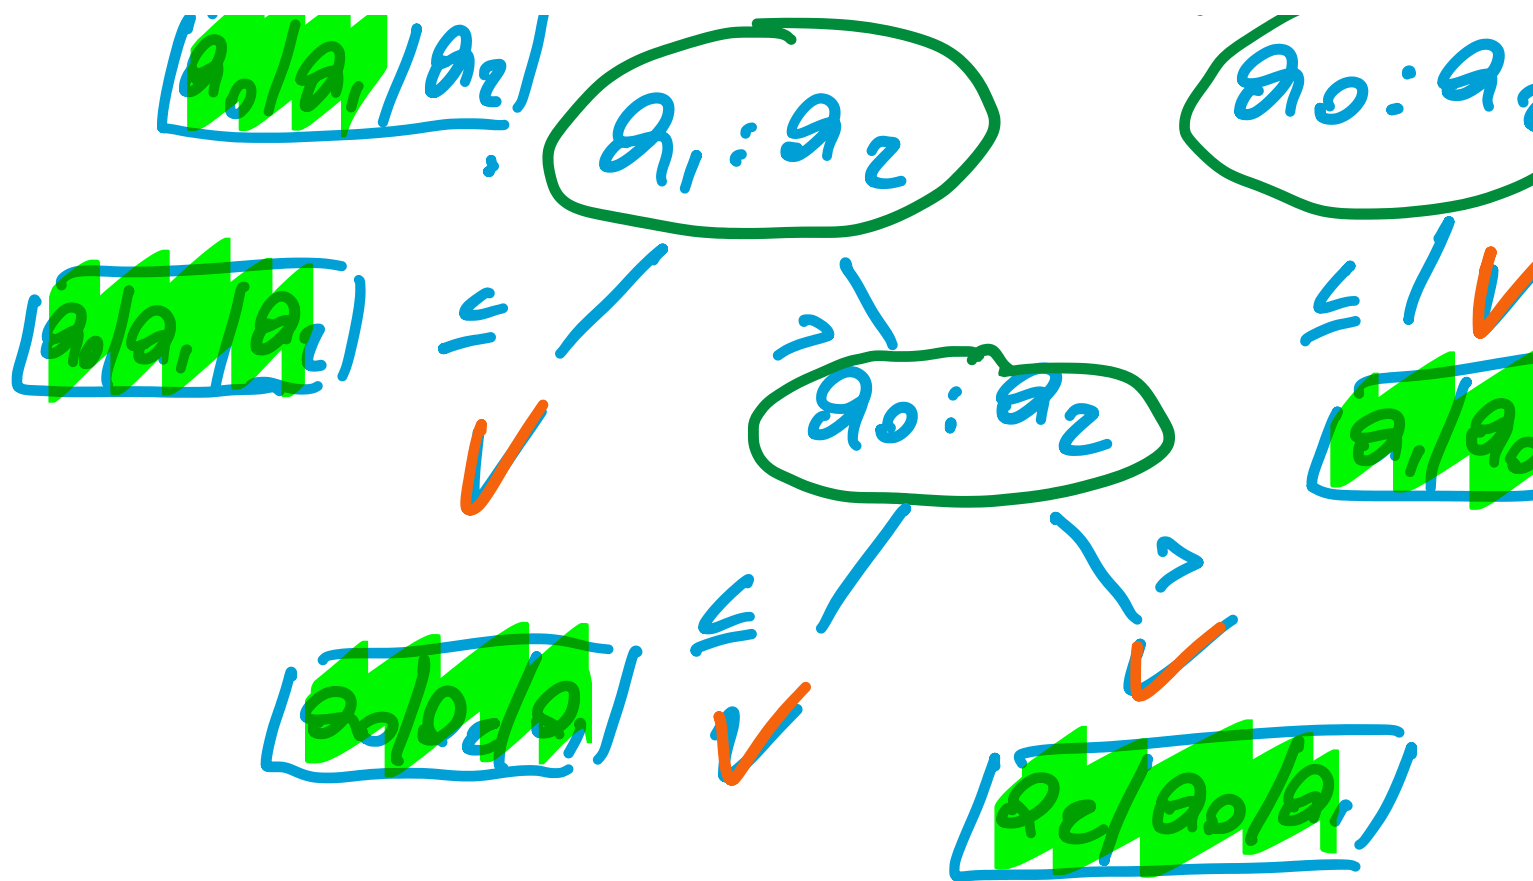 a₀ | a₁ | a₂
a₁ : a₂
a₀ : a₂
a₀ | a₁ | a₂
≤
>
≤
a₀ : a₂
a₁ | a₀
≤
>
a₀ | a₂ | a₁
a₂ | a₀ | a₁